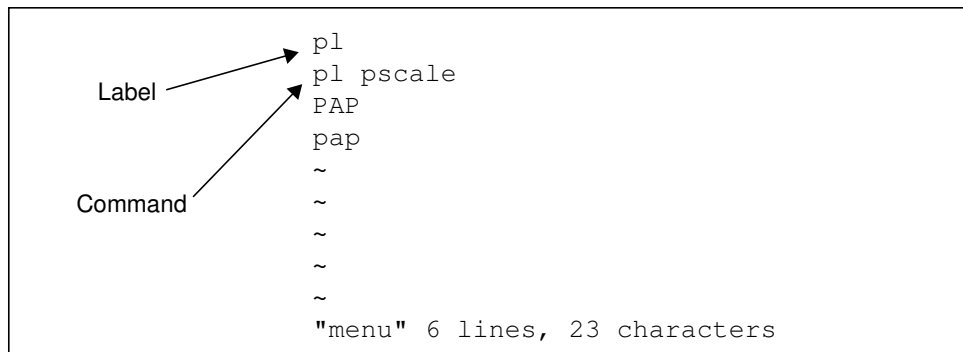 pl
pl pscale
Label
PAP
pap
~
~
Command
~
~
~
"menu" 6 lines, 23 characters